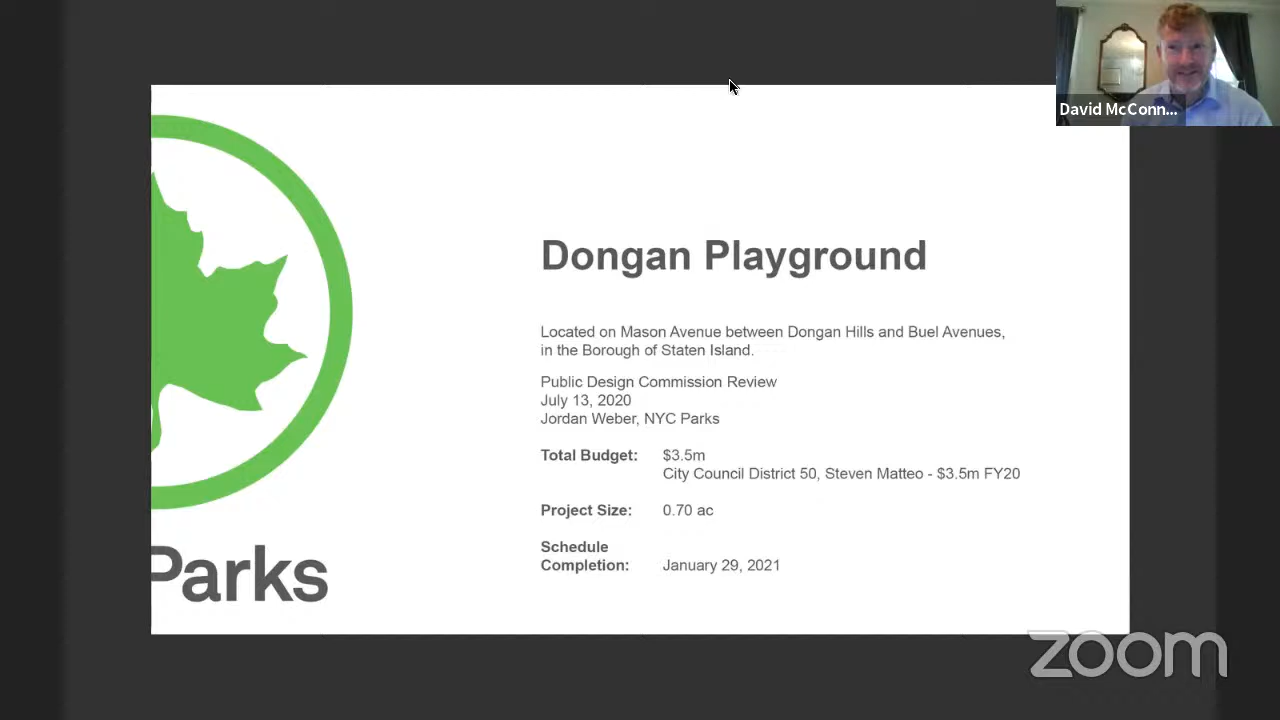 David McConn...
Dongan Playground
Located on Mason Avenue between Dongan Hills and Buel Avenues,
in the Borough of Staten Island.
Public Design Commission Review
July 13, 2020
Jordan Weber, NYC Parks
Total Budget: $3.5m
City Council District 50, Steven Matteo - $3.5m FY20
Project Size: 0.70 ac
Schedule
Completion: January 29, 2021
Parks
zoom